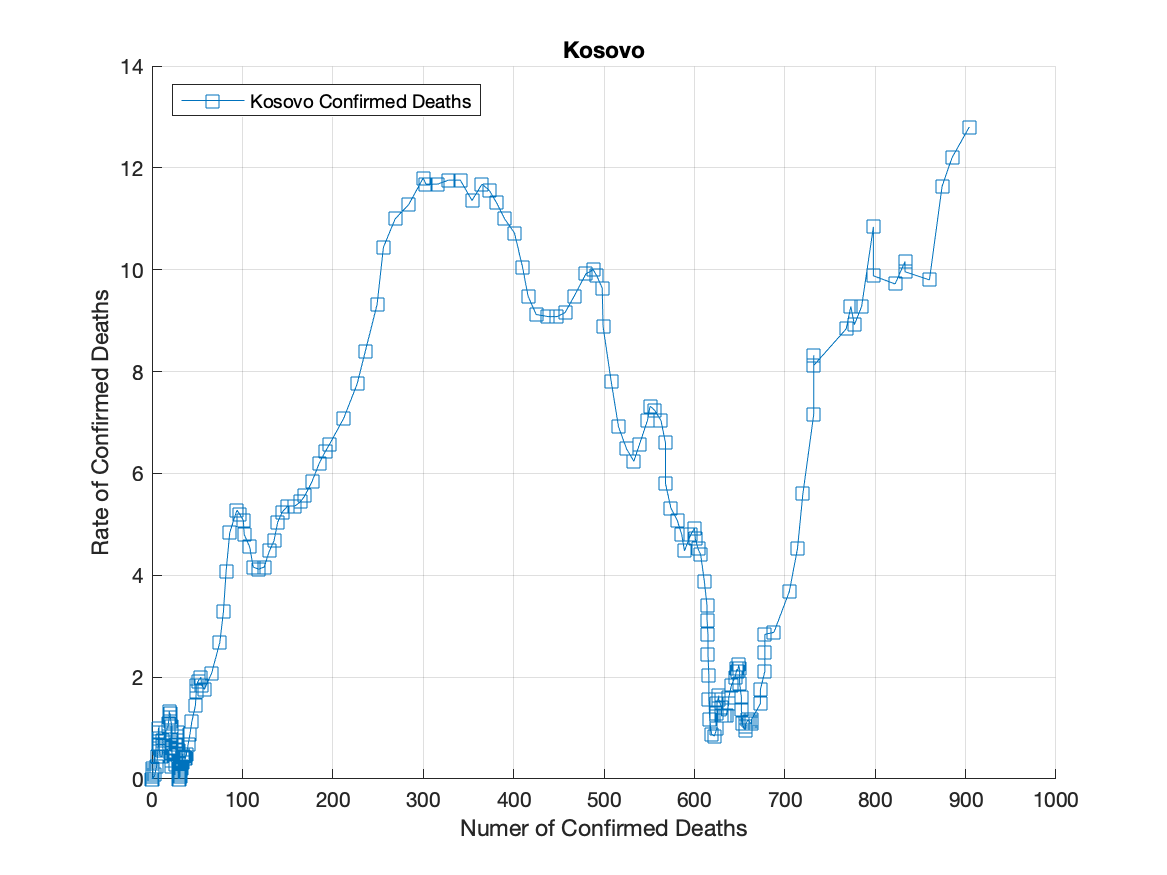 Kosovo
14
Kosovo Confirmed Deaths
12
10
8
6
4
2
0
Rate of Confirmed Deaths
0 100 200 300 400 500 600 700 800 900 1000
Numer of Confirmed Deaths